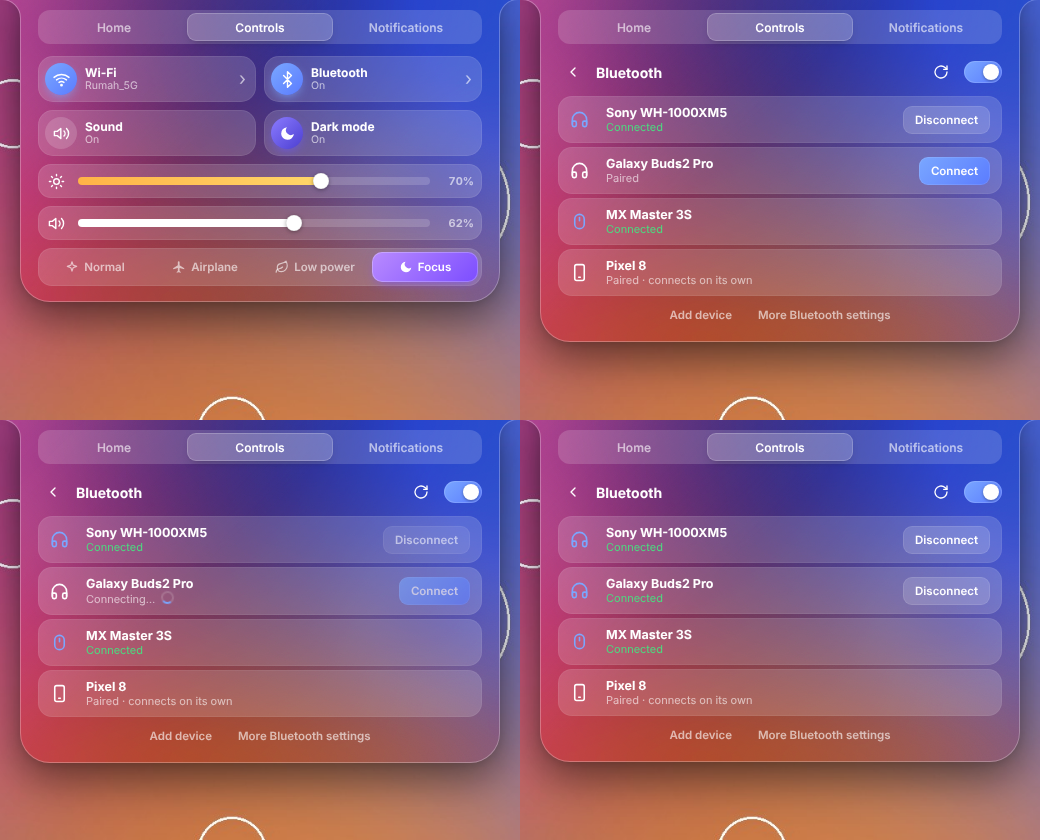 Home Controls Notifications
Wi-Fi
Rumah_5G
Bluetooth
On
Sound
On
Dark mode
On
70%
62%
Normal Airplane Low power Focus
Home Controls Notifications
Bluetooth
Sony WH-1000XM5
Connected
Disconnect
Galaxy Buds2 Pro
Paired
Connect
MX Master 3S
Connected
Pixel 8
Paired · connects on its own
Add device More Bluetooth settings
Home Controls Notifications
Bluetooth
Sony WH-1000XM5
Connected
Disconnect
Galaxy Buds2 Pro
Connecting...
Connect
MX Master 3S
Connected
Pixel 8
Paired · connects on its own
Add device More Bluetooth settings
Home Controls Notifications
Bluetooth
Sony WH-1000XM5
Connected
Disconnect
Galaxy Buds2 Pro
Connected
Disconnect
MX Master 3S
Connected
Pixel 8
Paired · connects on its own
Add device More Bluetooth settings